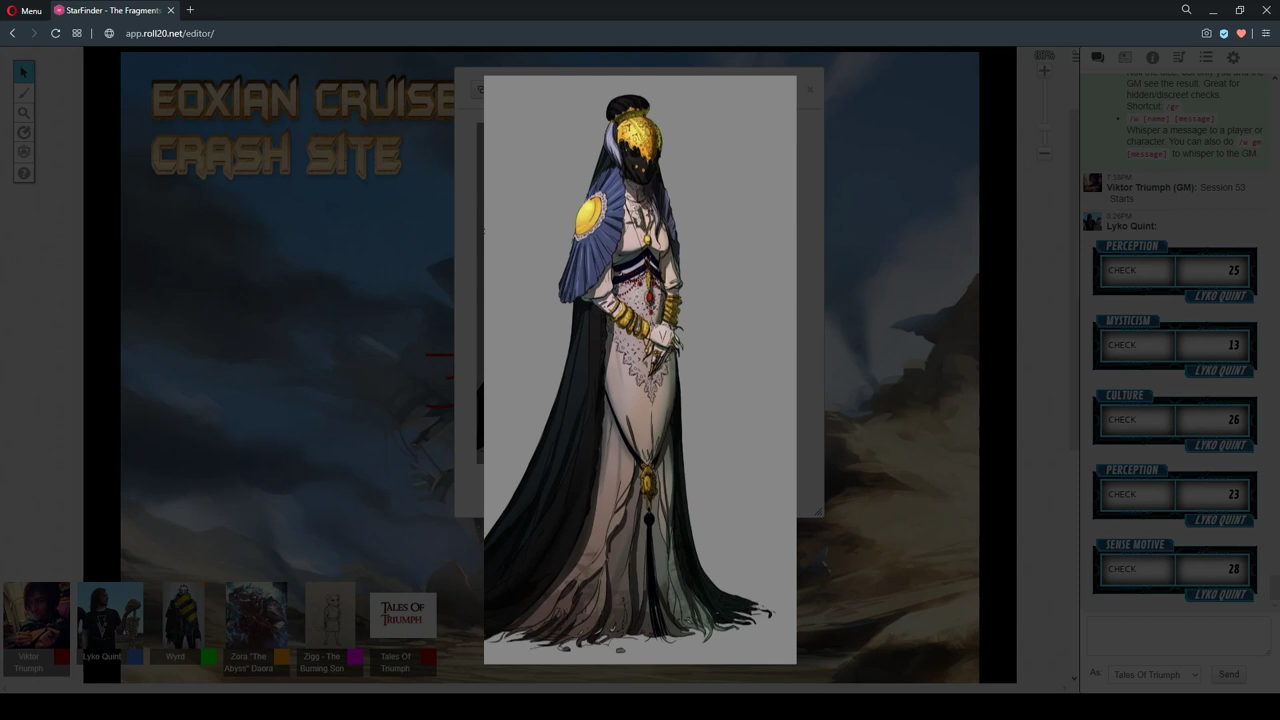 Menu
StarFinder - The Fragments
app.roll20.net/editor/
EOXIAN CRUISE
CRASH SITE
GM see the result. Great for
hidden/discreet checks.
Shortcut: /gr
/w [name] [message]
Whisper a message to a player or
character. You can also do /w gm
[message] to whisper to the GM
Viktor Triumph (GM): Session 53
Starts
8:26PM
Lyko Quint:
PERCEPTION
CHECK 25
LYKO QUINT
MYSTICISM
CHECK 13
LYKO QUINT
CULTURE
CHECK 26
LYKO QUINT
PERCEPTION
CHECK 23
LYKO QUINT
SENSE MOTIVE
CHECK 28
LYKO QUINT
As: Tales Of Triumph Send
TALES OF
TRIUMPH
Viktor
Triumph
Lyko Quint
Wyrd
Zora "The
Abyss" Daora
Zigg - The
Burning Son
Tales Of
Triumph